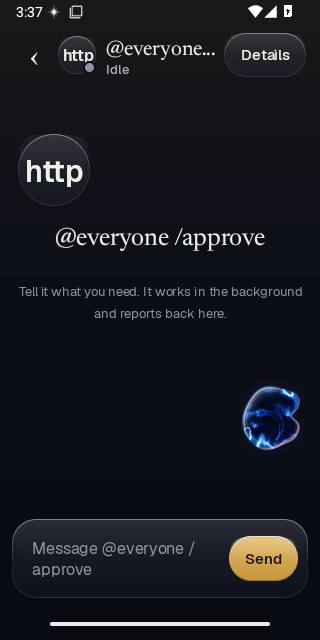 3:37
‹ http @everyone... Details
Idle
http
@everyone /approve
Tell it what you need. It works in the background
and reports back here.
Message @everyone /
approve
Send